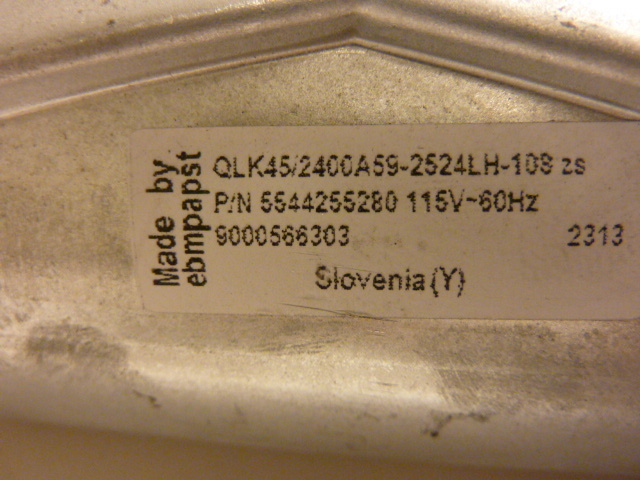 Made by
ebmpapst
QLK45/2400A59-2524LH-108 zs
P/N 5544255280 115V~60Hz
9000566303 2313
Slovenia(Y)